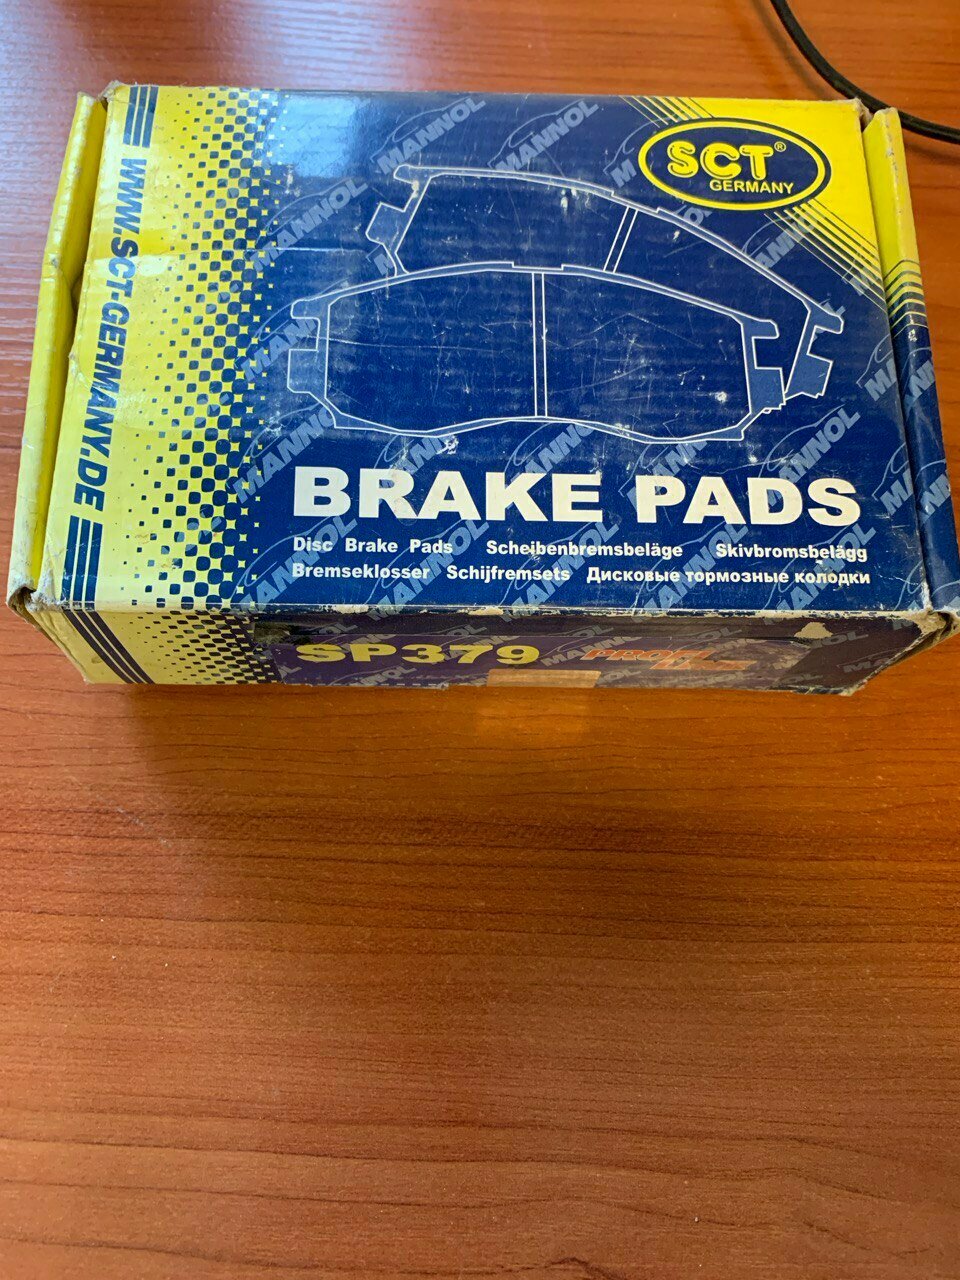 SCT®
GERMANY
WWW.SCT-GERMANY.DE
MANNOL
BRAKE PADS
Disc Brake Pads Scheibenbremsbeläge Skivbromsbelägg
Bremseklosser Schijfremsets Дисковые тормозные колодки
SP379